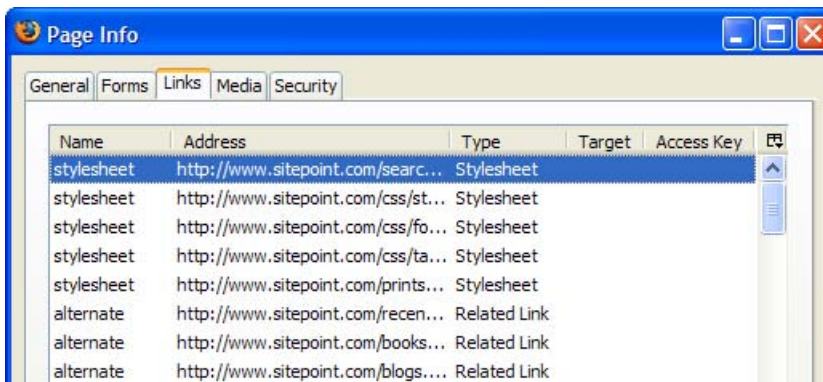 Page Info
General Forms Links Media Security
Name Address Type Target Access Key
stylesheet http://www.sitepoint.com/searc... Stylesheet
stylesheet http://www.sitepoint.com/css/st... Stylesheet
stylesheet http://www.sitepoint.com/css/fo... Stylesheet
stylesheet http://www.sitepoint.com/css/ta... Stylesheet
stylesheet http://www.sitepoint.com/prints... Stylesheet
alternate http://www.sitepoint.com/recen... Related Link
alternate http://www.sitepoint.com/books... Related Link
alternate http://www.sitepoint.com/blogs.... Related Link